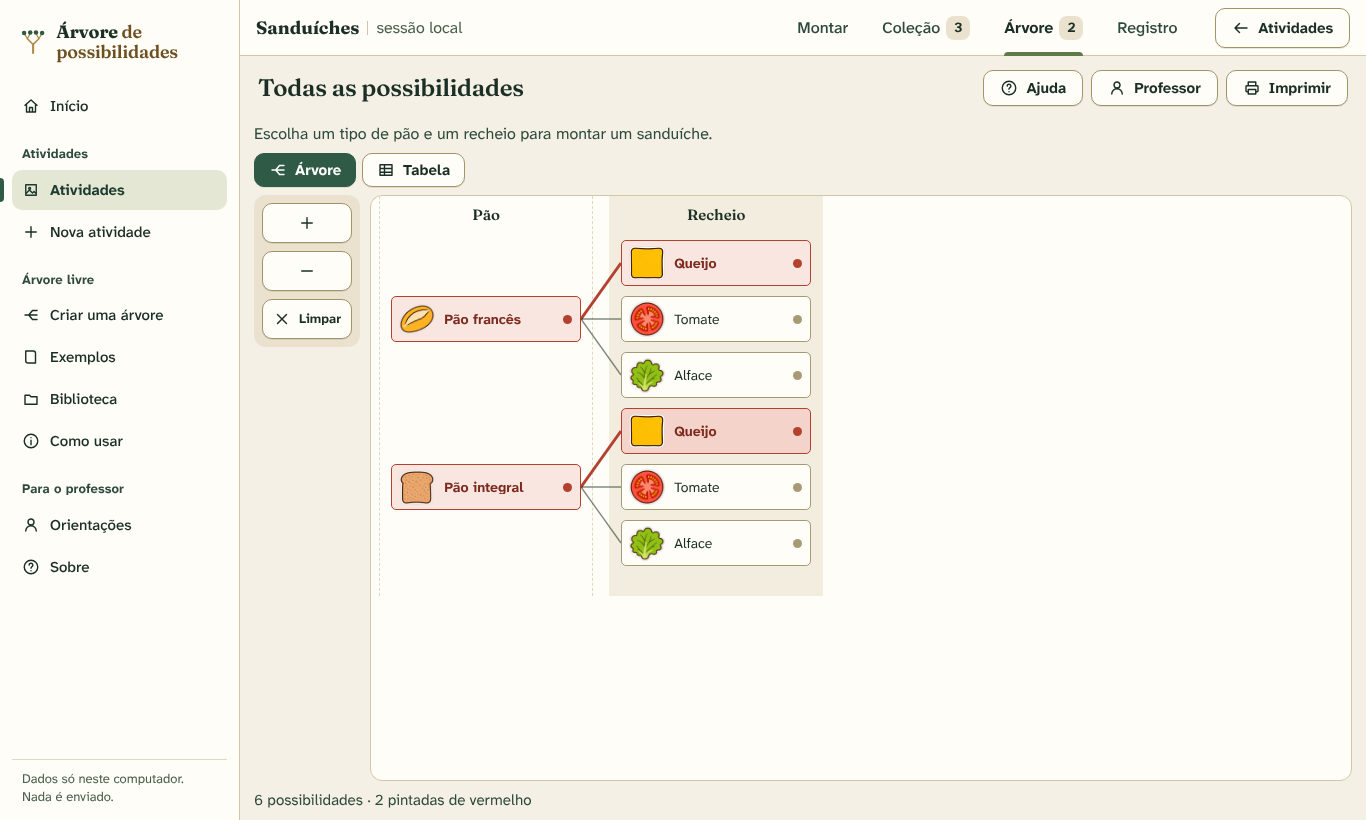 Árvore de
possibilidades
Início
Atividades
Atividades
Nova atividade
Árvore livre
Criar uma árvore
Exemplos
Biblioteca
Como usar
Para o professor
Orientações
Sobre
Dados só neste computador.
Nada é enviado.
Sanduíches sessão local
Montar
Coleção 3
Árvore 2
Registro
Atividades
Todas as possibilidades
Ajuda
Professor
Imprimir
Escolha um tipo de pão e um recheio para montar um sanduíche.
Árvore
Tabela
Limpar
Pão
Recheio
Pão francês
Queijo
Tomate
Alface
Pão integral
Queijo
Tomate
Alface
6 possibilidades · 2 pintadas de vermelho